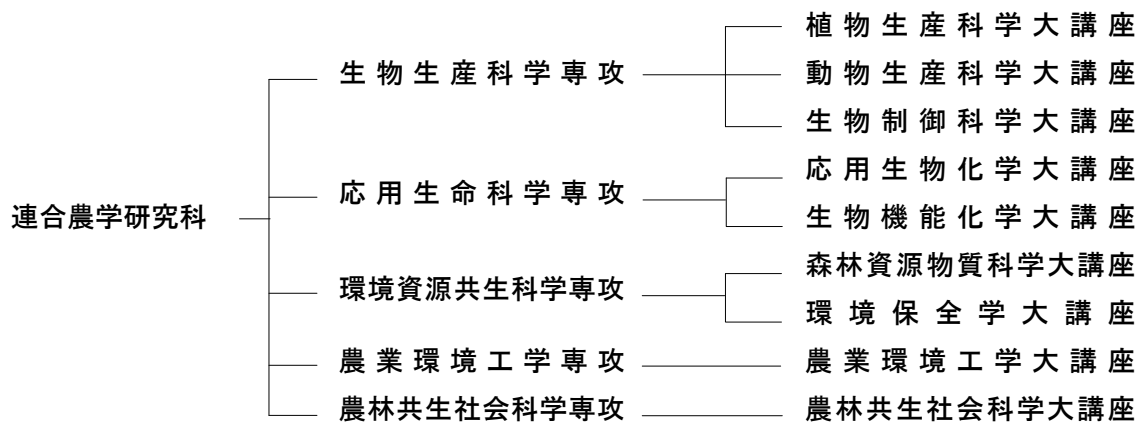 連合農学研究科
生物生産科学専攻
植物生産科学大講座
動物生産科学大講座
生物制御科学大講座
応用生命科学専攻
応用生物化学大講座
生物機能化学大講座
環境資源共生科学専攻
森林資源物質科学大講座
環境保全学大講座
農業環境工学専攻
農業環境工学大講座
農林共生社会科学専攻
農林共生社会科学大講座